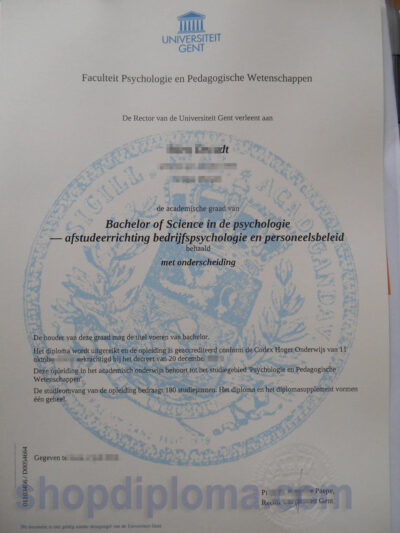 UNIVERSITEIT
GENT
Faculteit Psychologie en Pedagogische Wetenschappen
De Rector van de Universiteit Gent verleent aan
de academische graad van
Bachelor of Science in de psychologie
— afstudeerrichting bedrijfspsychologie en personeelsbeleid
behaald
met onderscheiding
De houder van deze graad mag de titel voeren van bachelor.
Het diploma wordt uitgereikt en de opleiding is geaccrediteerd conform de Codex Hoger Onderwijs van 11
bekrachtigd bij het decreet van 20 december
Deze opleiding in het academisch onderwijs behoort tot het studiegebied 'Psychologie en Pedagogische
Wetenschappen'.
De studieomvang van de opleiding bedraagt 180 studiepunten. Het diploma en het diplomasupplement vormen
één geheel.
Gegeven te
shopdiploma.com
Paepe,
Rector Universiteit Gent